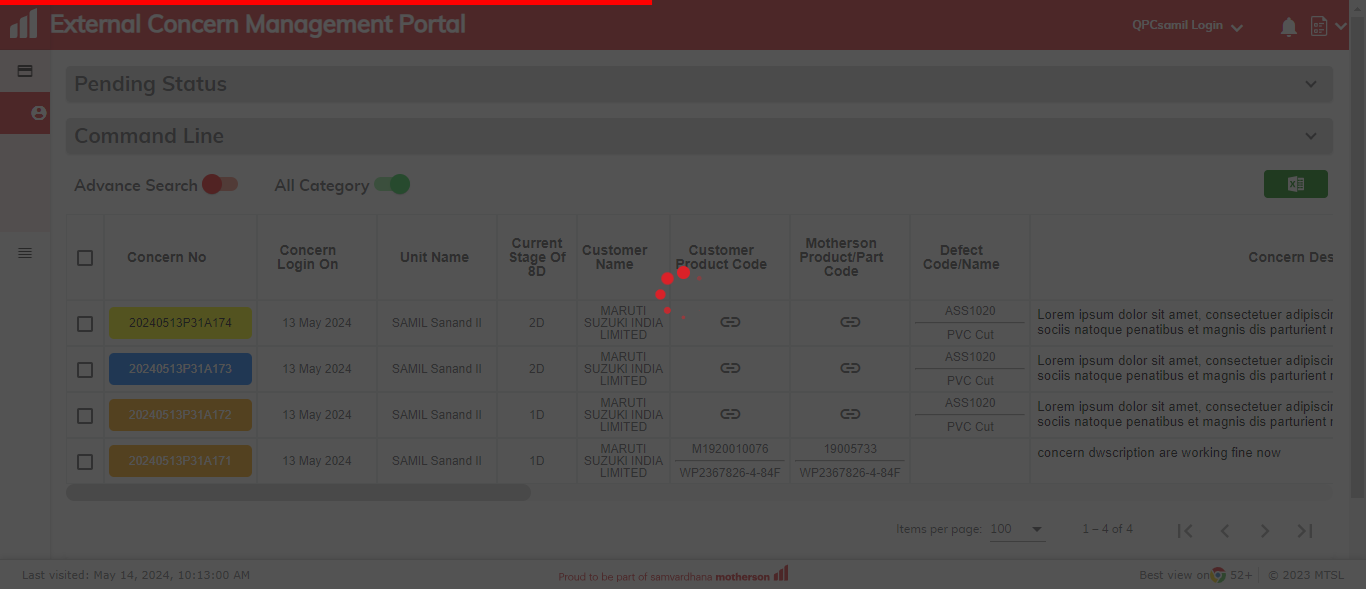 External Concern Management Portal
QPCsamil Login
Pending Status
Command Line
Advance Search
All Category
Concern No
Concern Login On
Unit Name
Current Stage Of 8D
Customer Name
Customer Product Code
Motherson Product/Part Code
Defect Code/Name
Concern Des
20240513P31A174
13 May 2024
SAMIL Sanand II
2D
MARUTI SUZUKI INDIA LIMITED
ASS1020
PVC Cut
Lorem ipsum dolor sit amet, consectetuer adipiscin
sociis natoque penatibus et magnis dis parturient r
20240513P31A173
13 May 2024
SAMIL Sanand II
2D
MARUTI SUZUKI INDIA LIMITED
ASS1020
PVC Cut
Lorem ipsum dolor sit amet, consectetuer adipiscin
sociis natoque penatibus et magnis dis parturient r
20240513P31A172
13 May 2024
SAMIL Sanand II
1D
MARUTI SUZUKI INDIA LIMITED
ASS1020
PVC Cut
Lorem ipsum dolor sit amet, consectetuer adipiscin
sociis natoque penatibus et magnis dis parturient r
20240513P31A171
13 May 2024
SAMIL Sanand II
1D
MARUTI SUZUKI INDIA LIMITED
M1920010076
WP2367826-4-84F
19005733
WP2367826-4-84F
concern dwscription are working fine now
Items per page: 100
1 – 4 of 4
Last visited: May 14, 2024, 10:13:00 AM
Proud to be part of samvardhana motherson
Best view on 52+
© 2023 MTSL